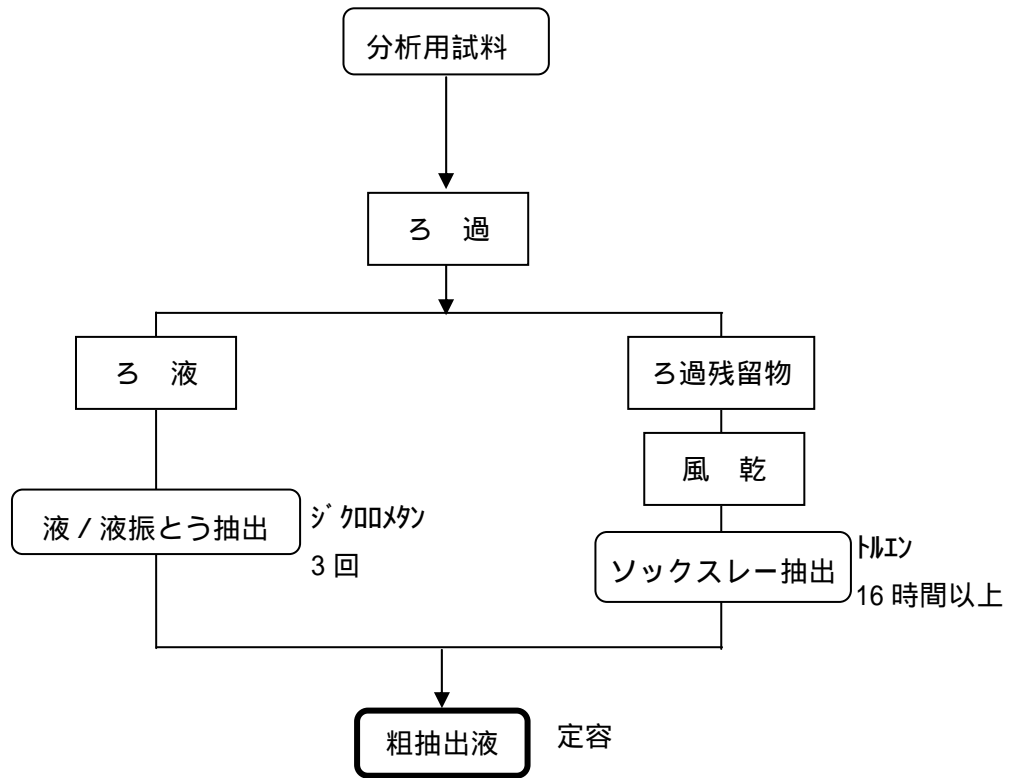 分析用試料
ろ 過
ろ 液
ろ過残留物
風 乾
液/液振とう抽出
ｼﾞｸﾛﾛﾒﾀﾝ
3 回
ソックスレー抽出
ﾄﾙｴﾝ
16 時間以上
粗抽出液
定容